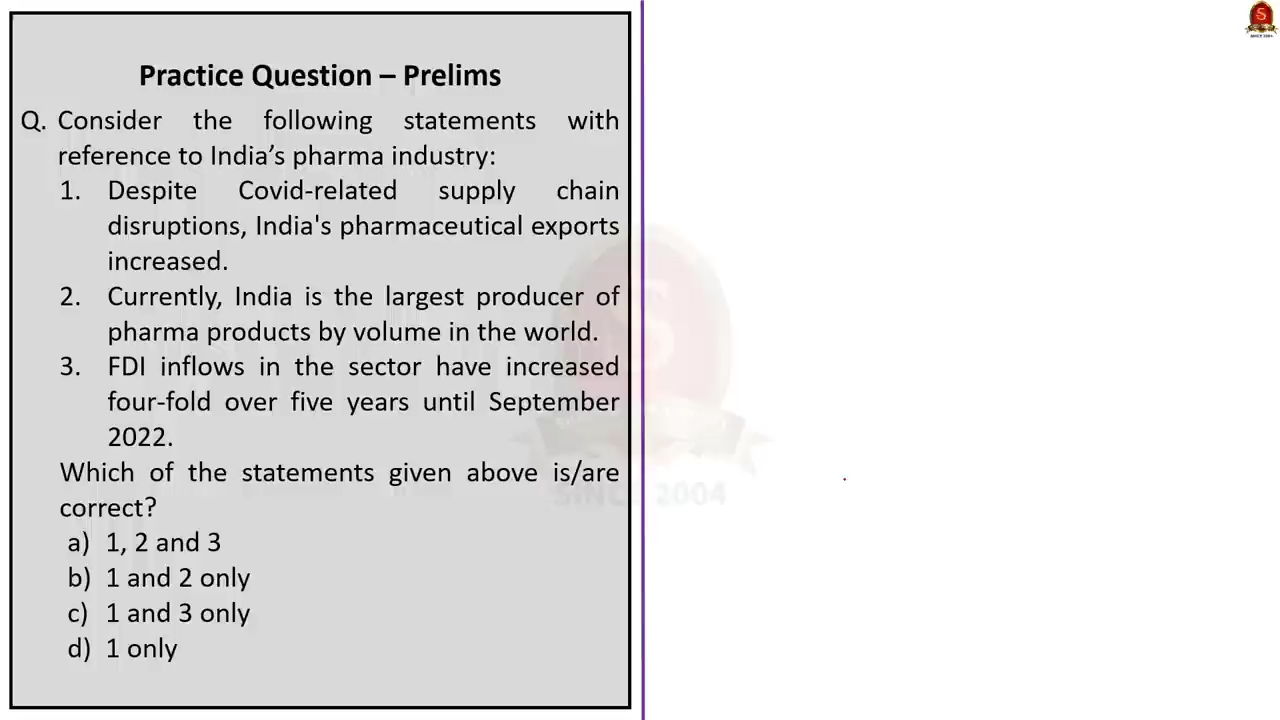 Practice Question – Prelims
Q. Consider the following statements with
reference to India’s pharma industry:
1. Despite Covid-related supply chain
disruptions, India's pharmaceutical exports
increased.
2. Currently, India is the largest producer of
pharma products by volume in the world.
3. FDI inflows in the sector have increased
four-fold over five years until September
2022.
Which of the statements given above is/are
correct?
a) 1, 2 and 3
b) 1 and 2 only
c) 1 and 3 only
d) 1 only
S
SINCE 2004
S
SINCE 2004